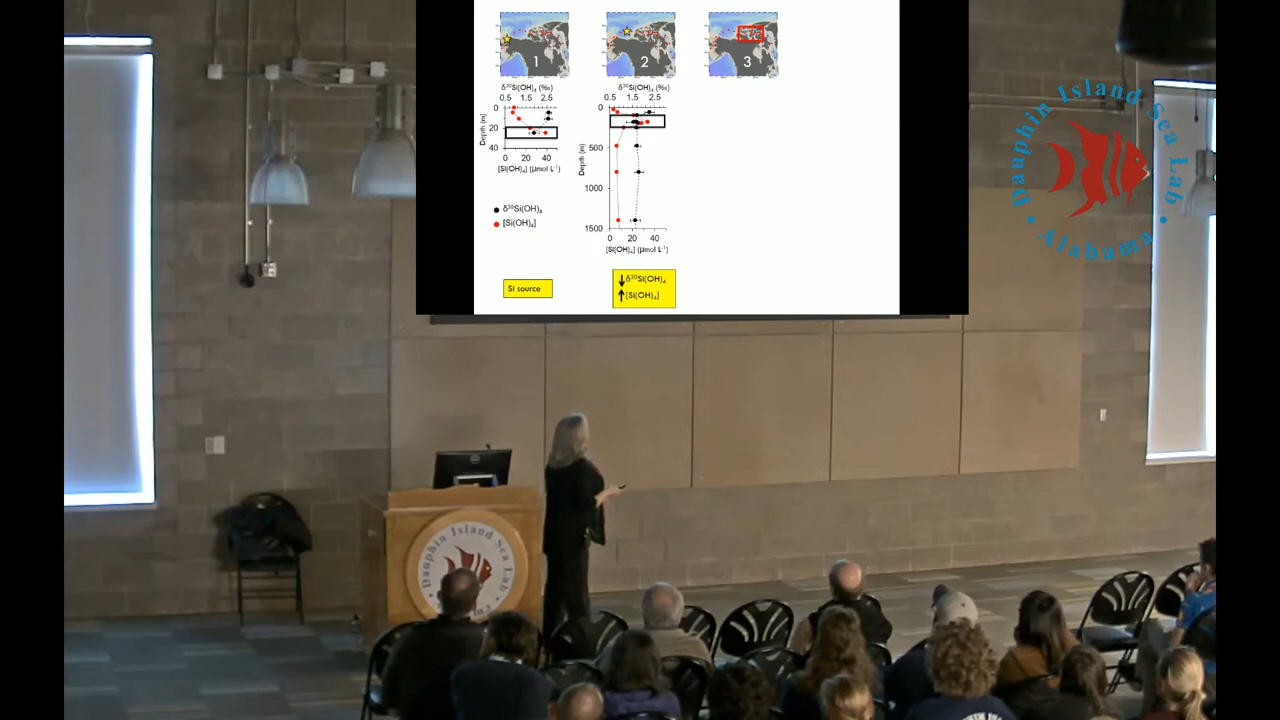 1
2
3
δ³⁰Si(OH)₄ (‰)
0.5 1.5 2.5
0
20
40
Depth (m)
0 20 40
[Si(OH)₄] (µmol L⁻¹)
δ³⁰Si(OH)₄
[Si(OH)₄]
Si source
δ³⁰Si(OH)₄ (‰)
0.5 1.5 2.5
0
500
1000
1500
Depth (m)
0 20 40
[Si(OH)₄] (µmol L⁻¹)
↓δ³⁰Si(OH)₄
↑[Si(OH)₄]
Dauphin Island Sea Lab
• Alabama •
Dauphin Island Sea Lab